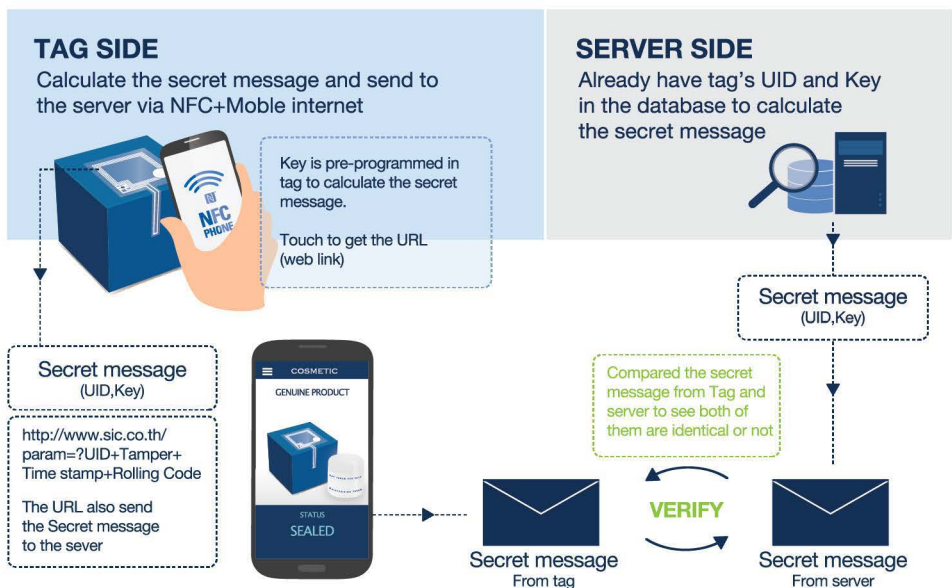 TAG SIDE
Calculate the secret message and send to
the server via NFC+Moble internet
SERVER SIDE
Already have tag's UID and Key
in the database to calculate
the secret message
NFC
PHONE
Key is pre-programmed in
tag to calculate the secret
message.
Touch to get the URL
(web link)
Secret message
(UID,Key)
Secret message
(UID,Key)
http://www.sic.co.th/
param=?UID+Tamper+
Time stamp+Rolling Code
The URL also send
the Secret message
to the sever
COSMETIC
GENUINE PRODUCT
STATUS
SEALED
Compared the secret
message from Tag and
server to see both of
them are identical or not
VERIFY
Secret message
From tag
Secret message
From server